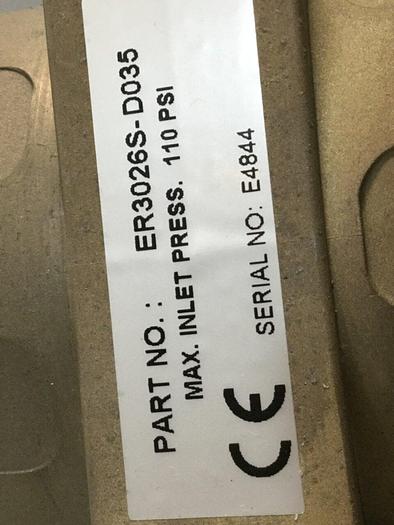 PART NO. : ER3026S-D035
MAX. INLET PRESS. 110 PSI
SERIAL NO: E4844
CE